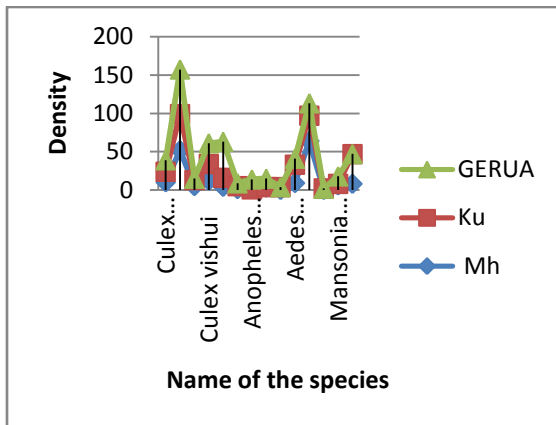 200
150
100
50
0
Density
Culex...
Culex vishui
Anopheles...
Aedes...
Mansonia...
Name of the species
GERUA
Ku
Mh